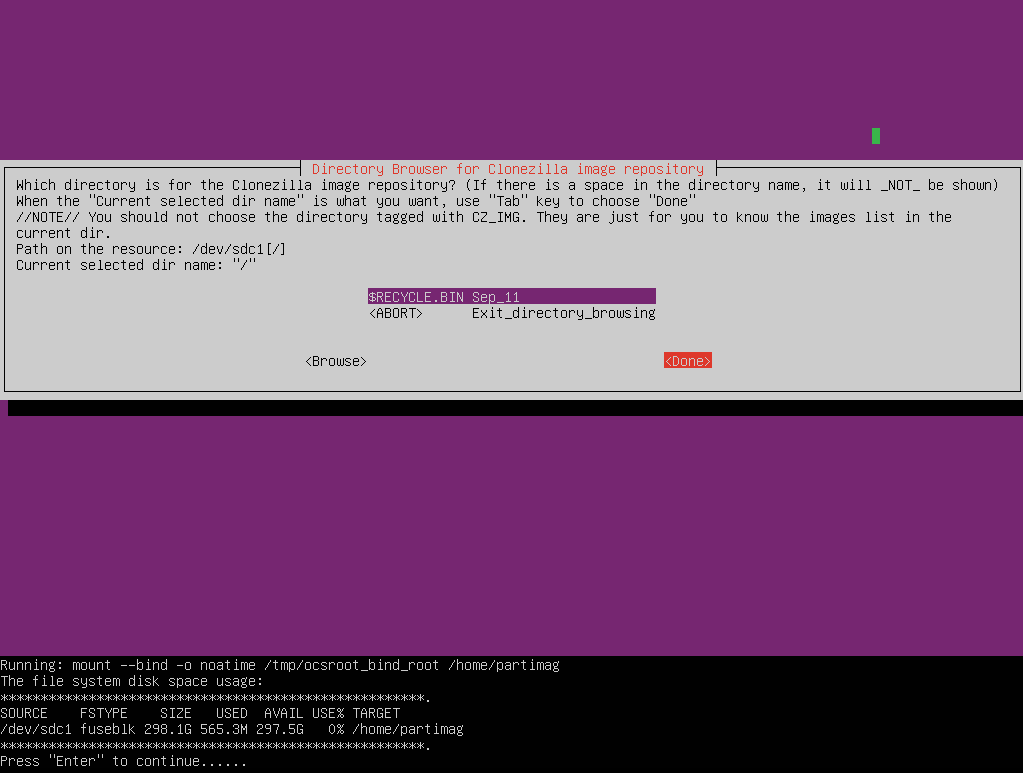 Directory Browser for Clonezilla image repository
Which directory is for the Clonezilla image repository? (If there is a space in the directory name, it will _NOT_ be shown)
When the "Current selected dir name" is what you want, use "Tab" key to choose "Done"
//NOTE// You should not choose the directory tagged with CZ_IMG. They are just for you to know the images list in the
current dir.
Path on the resource: /dev/sdc1[/]
Current selected dir name: "/"
$RECYCLE.BIN Sep_11
<ABORT> Exit_directory_browsing
<Browse> <Done>
Running: mount --bind -o noatime /tmp/ocsroot_bind_root /home/partimag
The file system disk space usage:
*****************************************************.
SOURCE FSTYPE SIZE USED AVAIL USE% TARGET
/dev/sdc1 fuseblk 298.1G 565.3M 297.5G 0% /home/partimag
*****************************************************.
Press "Enter" to continue......